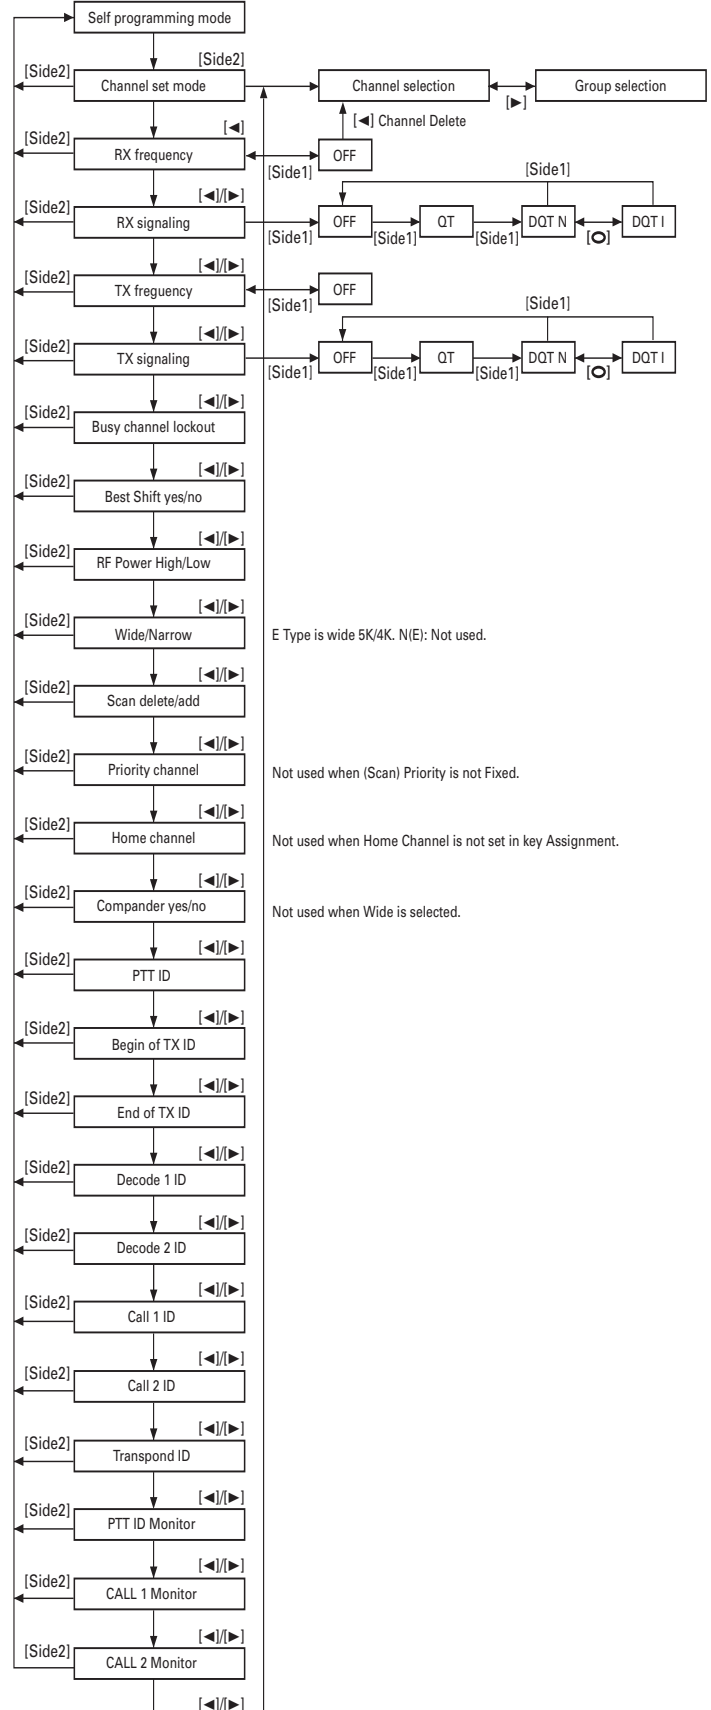 Self programming mode
[Side2]
[Side2]
Channel set mode
Channel selection
Group selection
[▶]
[◀] Channel Delete
[◀]
[Side2]
RX frequency
[Side1]
OFF
[◀]/[▶]
[Side2]
RX signaling
[Side1]
OFF
[Side1]
QT
[Side1]
DQT N
[O]
DQT I
[Side1]
[◀]/[▶]
[Side2]
TX freguency
[Side1]
OFF
[◀]/[▶]
[Side2]
TX signaling
[Side1]
OFF
[Side1]
QT
[Side1]
DQT N
[O]
DQT I
[Side1]
[◀]/[▶]
[Side2]
Busy channel lockout
[◀]/[▶]
[Side2]
Best Shift yes/no
[◀]/[▶]
[Side2]
RF Power High/Low
[◀]/[▶]
[Side2]
Wide/Narrow
E Type is wide 5K/4K. N(E): Not used.
[◀]/[▶]
[Side2]
Scan delete/add
[◀]/[▶]
[Side2]
Priority channel
Not used when (Scan) Priority is not Fixed.
[◀]/[▶]
[Side2]
Home channel
Not used when Home Channel is not set in key Assignment.
[◀]/[▶]
[Side2]
Compander yes/no
Not used when Wide is selected.
[◀]/[▶]
[Side2]
PTT ID
[◀]/[▶]
[Side2]
Begin of TX ID
[◀]/[▶]
[Side2]
End of TX ID
[◀]/[▶]
[Side2]
Decode 1 ID
[◀]/[▶]
[Side2]
Decode 2 ID
[◀]/[▶]
[Side2]
Call 1 ID
[◀]/[▶]
[Side2]
Call 2 ID
[◀]/[▶]
[Side2]
Transpond ID
[◀]/[▶]
[Side2]
PTT ID Monitor
[◀]/[▶]
[Side2]
CALL 1 Monitor
[◀]/[▶]
[Side2]
CALL 2 Monitor
[◀]/[▶]